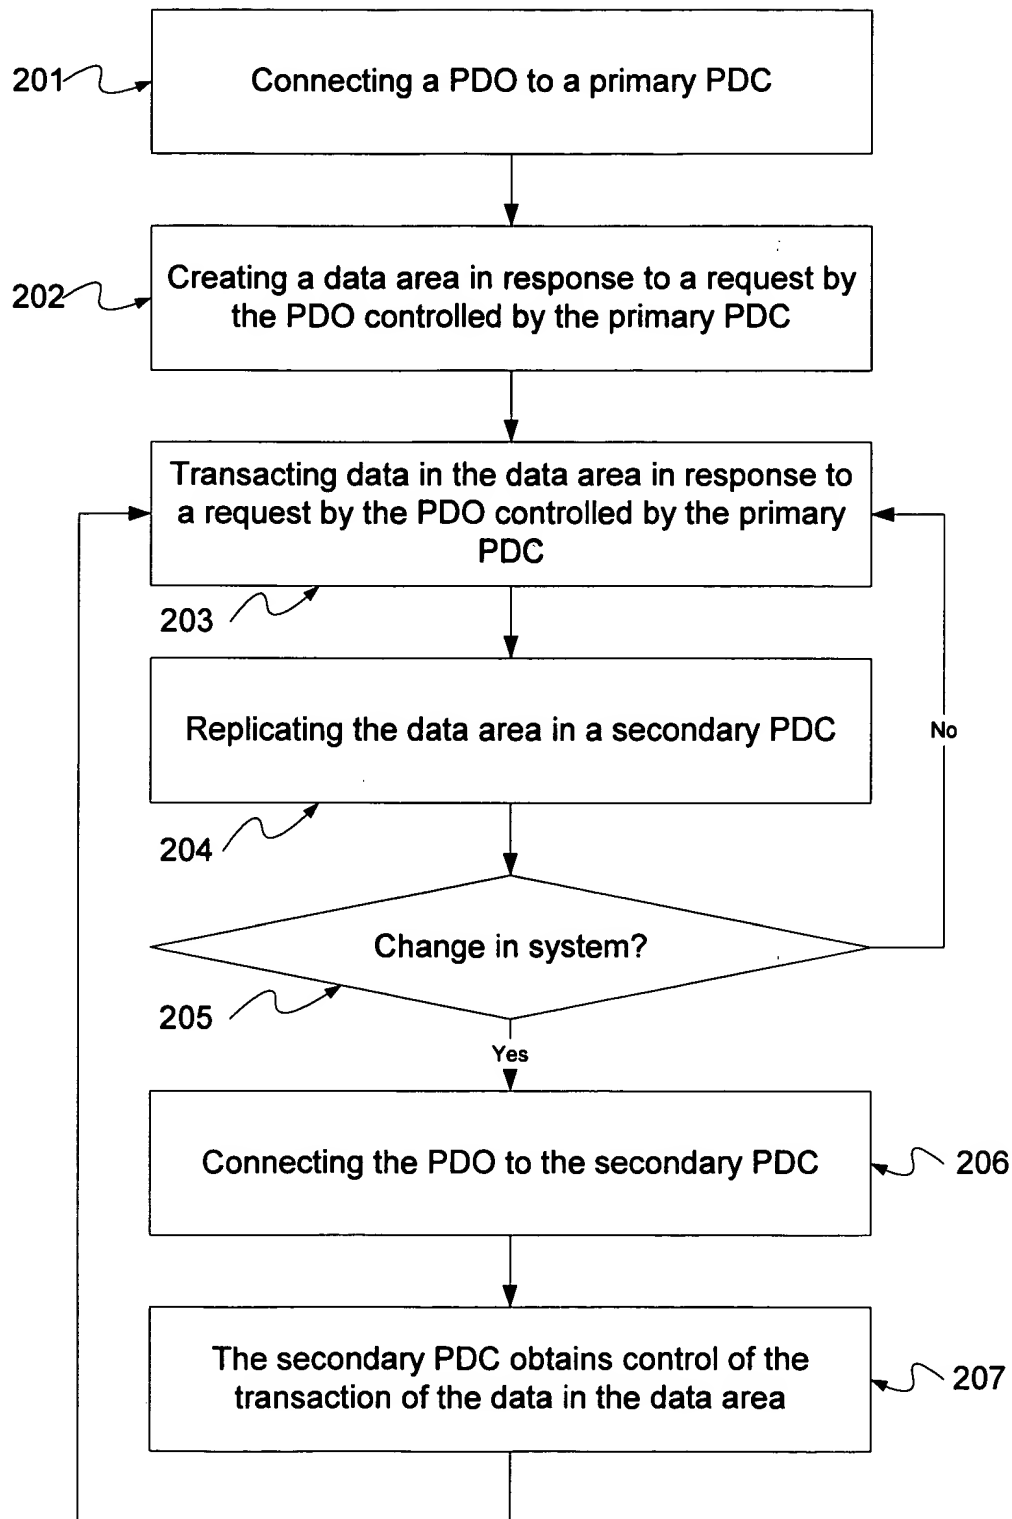 201
Connecting a PDO to a primary PDC
202
Creating a data area in response to a request by
the PDO controlled by the primary PDC
Transacting data in the data area in response to
a request by the PDO controlled by the primary
PDC
203
Replicating the data area in a secondary PDC
No
204
Change in system?
205
Yes
Connecting the PDO to the secondary PDC
206
The secondary PDC obtains control of the
transaction of the data in the data area
207